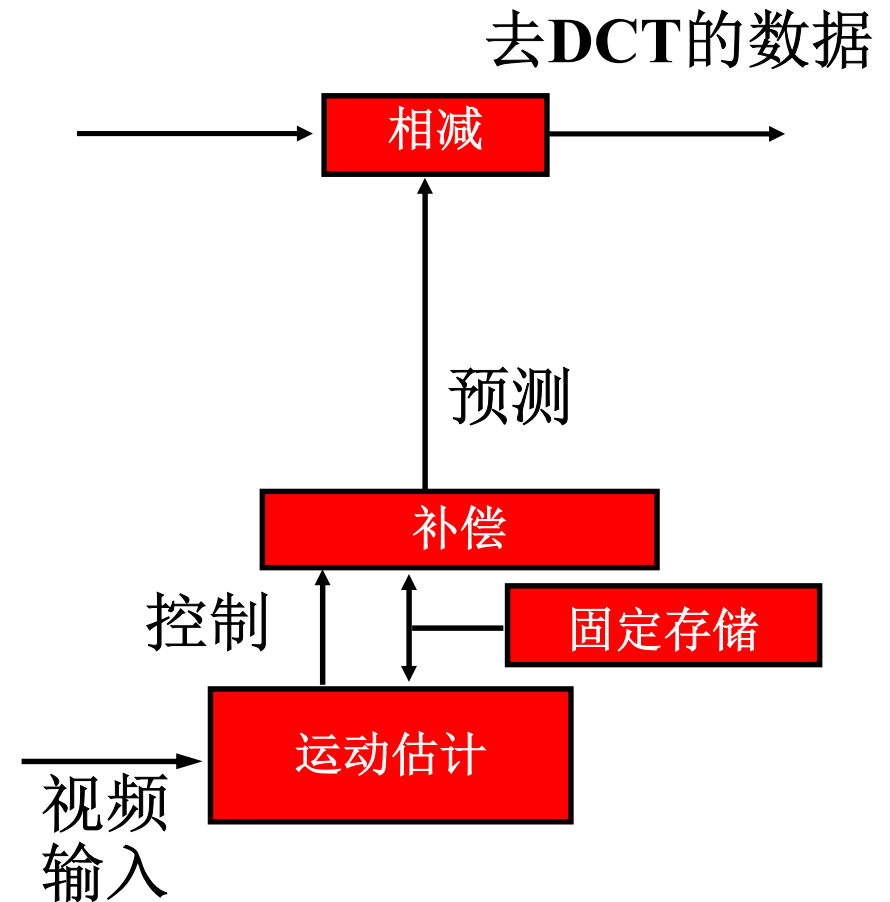 去DCT的数据
相减
预测
补偿
控制
固定存储
运动估计
视频
输入